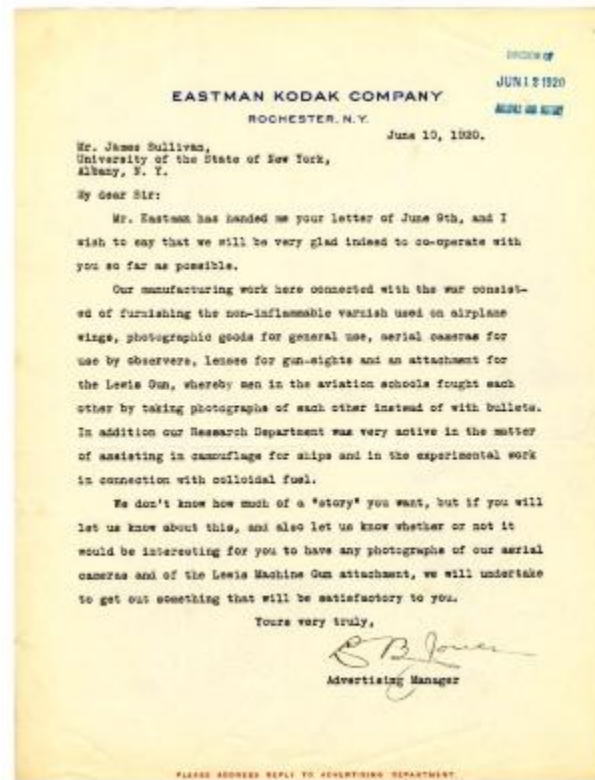 DIVISION OF
JUN 12 1920
ARCHIVES AND HISTORY
EASTMAN KODAK COMPANY
ROCHESTER, N.Y.
June 10, 1920.
Mr. James Sullivan,
University of the State of New York,
Albany, N. Y.
My dear Sir:
Mr. Eastman has handed me your letter of June 9th, and I
wish to say that we will be very glad indeed to co-operate with
you so far as possible.
Our manufacturing work here connected with the war consist-
ed of furnishing the non-inflammable varnish used on airplane
wings, photographic goods for general use, aerial cameras for
use by observers, lenses for gun-sights and an attachment for
the Lewis Gun, whereby men in the aviation schools fought each
other by taking photographs of each other instead of with bullets.
In addition our Research Department was very active in the matter
of assisting in camouflage for ships and in the experimental work
in connection with colloidal fuel.
We don't know how much of a "story" you want, but if you will
let us know about this, and also let us know whether or not it
would be interesting for you to have any photographs of our aerial
cameras and of the Lewis Machine Gun attachment, we will undertake
to get out something that will be satisfactory to you.
Yours very truly,
L B Jones
Advertising Manager
PLEASE ADDRESS REPLY TO ADVERTISING DEPARTMENT